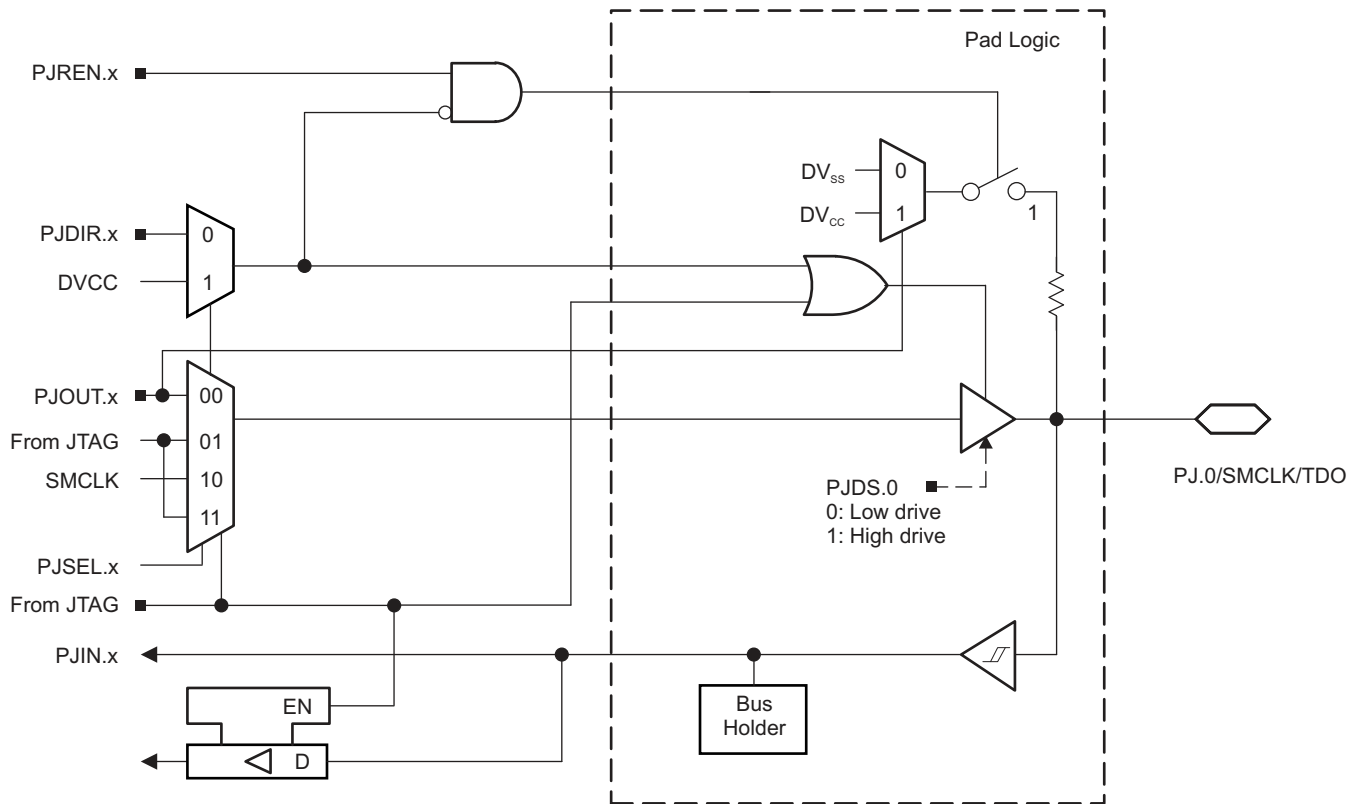 Pad Logic
PJREN.x
DVSS
0
DVCC
1
1
PJDIR.x
0
DVCC
1
PJOUT.x
00
From JTAG
01
SMCLK
10
11
PJDS.0
0: Low drive
1: High drive
PJ.0/SMCLK/TDO
PJSEL.x
From JTAG
PJIN.x
EN
D
Bus
Holder